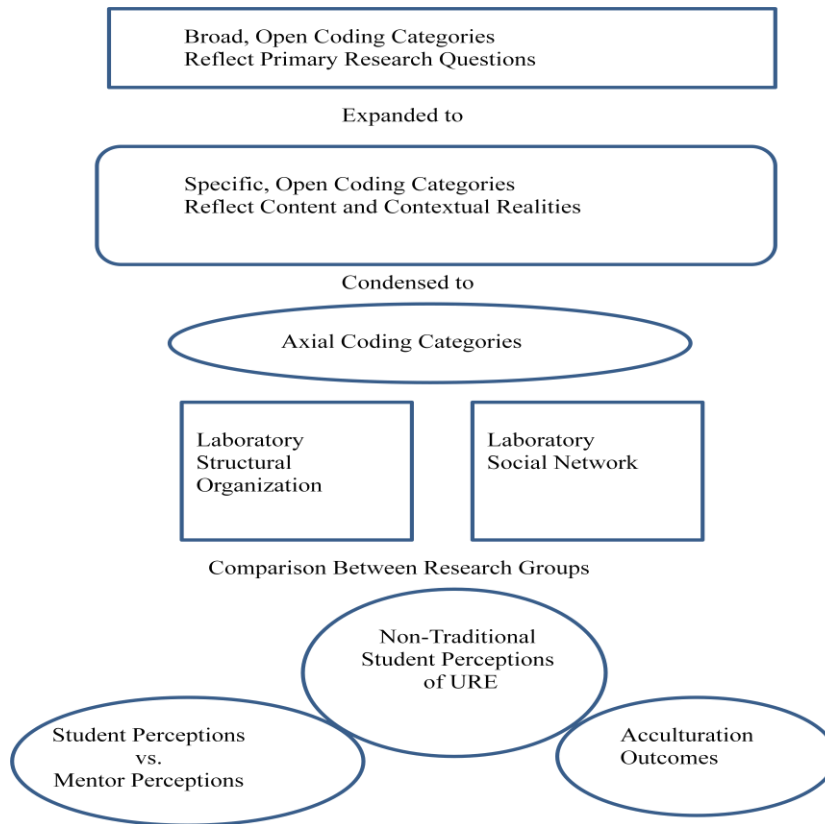 Broad, Open Coding Categories
Reflect Primary Research Questions
Expanded to
Specific, Open Coding Categories
Reflect Content and Contextual Realities
Condensed to
Axial Coding Categories
Laboratory
Structural
Organization
Laboratory
Social Network
Comparison Between Research Groups
Non-Traditional
Student Perceptions
of URE
Student Perceptions
vs.
Mentor Perceptions
Acculturation
Outcomes